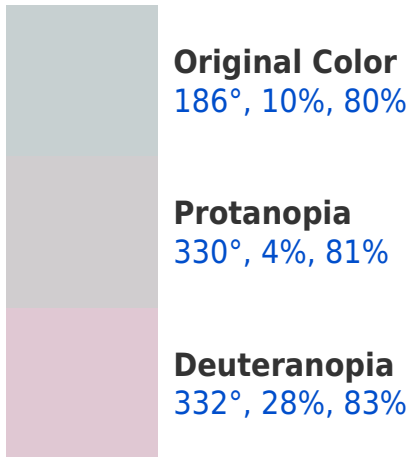 Original Color
186°, 10%, 80%
Protanopia
330°, 4%, 81%
Deuteranopia
332°, 28%, 83%